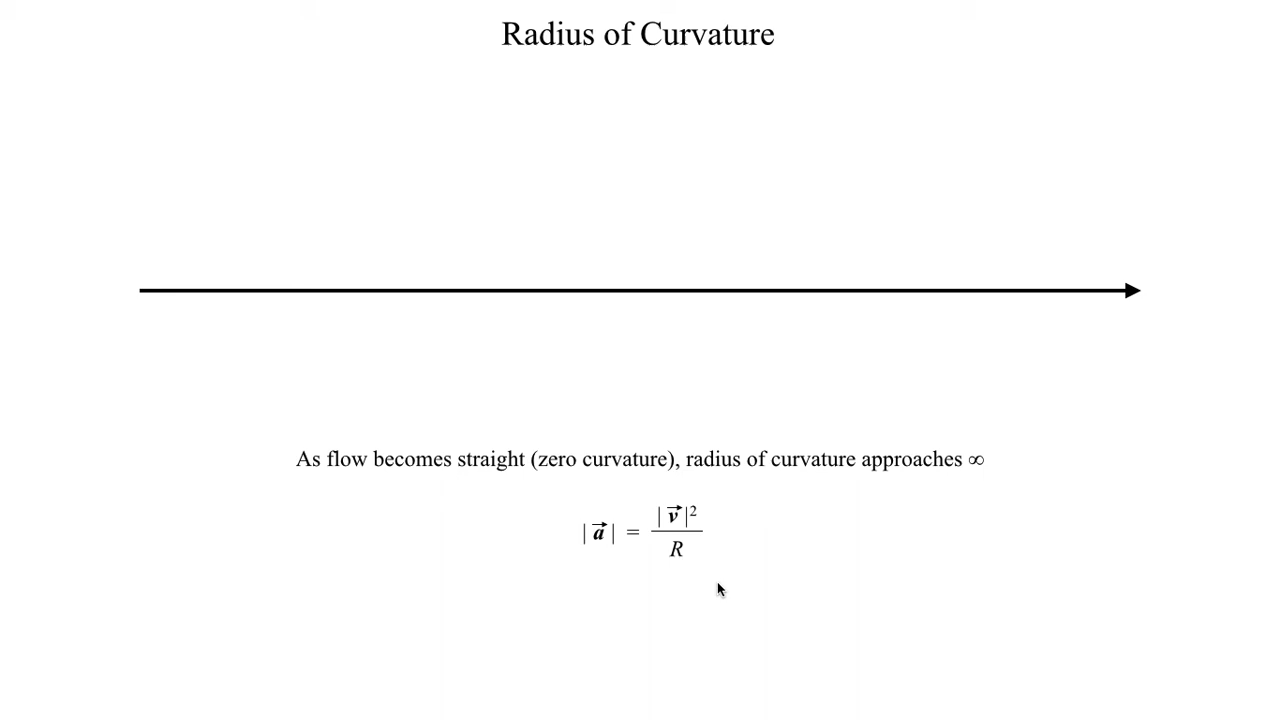 Radius of Curvature
As flow becomes straight (zero curvature), radius of curvature approaches ∞
|a⃗| = |v⃗|² / R